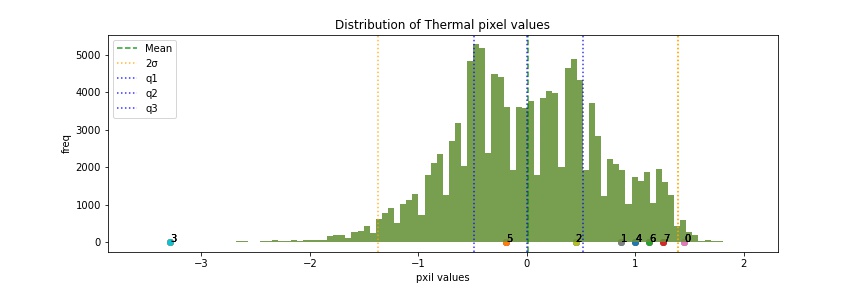 Distribution of Thermal pixel values
Mean
2σ
q1
q2
q3
freq
5000
4000
3000
2000
1000
0
3 5 2 1 4 6 7 0
−3 −2 −1 0 1 2
pxil values